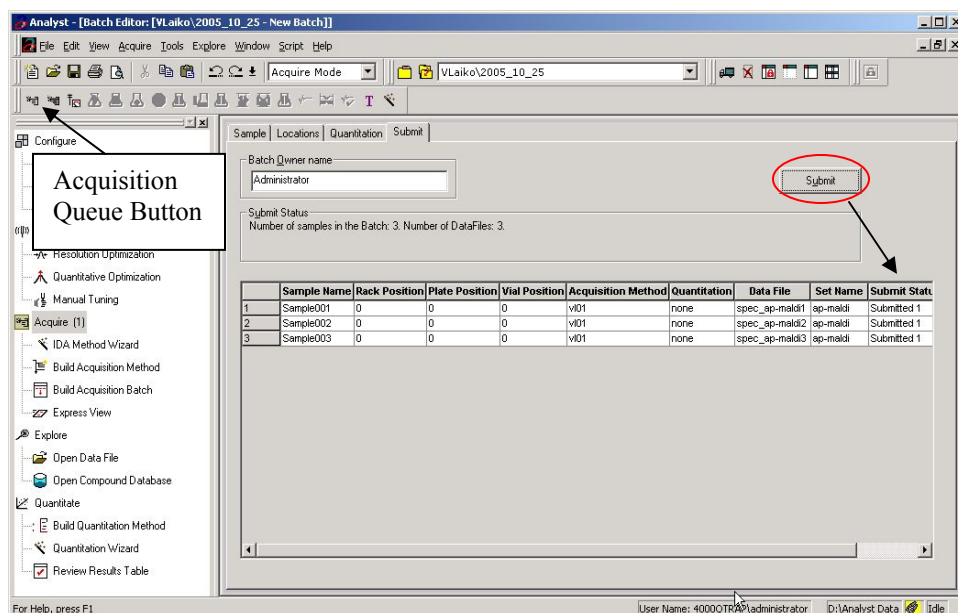 Analyst - [Batch Editor: [VLaiko\2005_10_25 - New Batch]]
File Edit View Acquire Tools Explore Window Script Help
Acquire Mode VLaiko\2005_10_25
T
Configure
Acquisition
Queue Button
Resolution Optimization
Quantitative Optimization
Manual Tuning
Acquire (1)
IDA Method Wizard
Build Acquisition Method
Build Acquisition Batch
Express View
Explore
Open Data File
Open Compound Database
Quantitate
Build Quantitation Method
Quantitation Wizard
Review Results Table
Sample Locations Quantitation Submit
Batch Owner name
Administrator
Submit
Submit Status
Number of samples in the Batch: 3. Number of DataFiles: 3.
Sample Name Rack Position Plate Position Vial Position Acquisition Method Quantitation Data File Set Name Submit Statu
1 Sample001 0 0 0 vl01 none spec_ap-maldi1 ap-maldi Submitted 1
2 Sample002 0 0 0 vl01 none spec_ap-maldi2 ap-maldi Submitted 1
3 Sample003 0 0 0 vl01 none spec_ap-maldi3 ap-maldi Submitted 1
For Help, press F1 User Name: 4000QTRAP\administrator D:\Analyst Data Idle